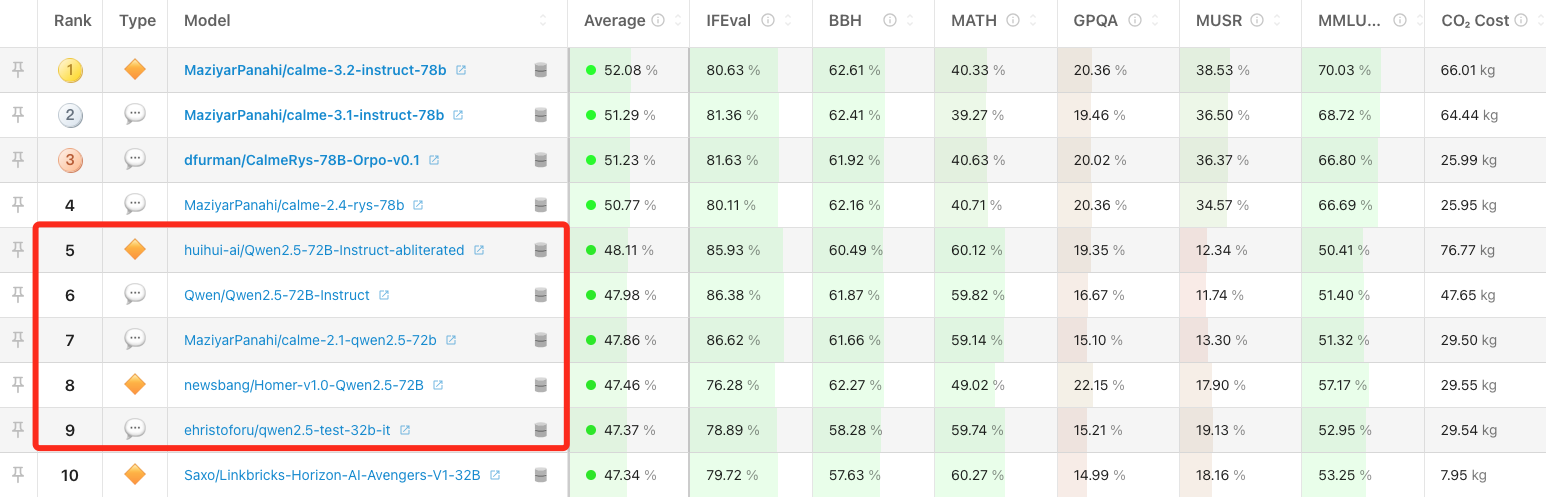 Rank Type Model Average IFEval BBH MATH GPQA MUSR MMLU... CO₂ Cost
1 MaziyarPanahi/calme-3.2-instruct-78b 52.08 % 80.63 % 62.61 % 40.33 % 20.36 % 38.53 % 70.03 % 66.01 kg
2 MaziyarPanahi/calme-3.1-instruct-78b 51.29 % 81.36 % 62.41 % 39.27 % 19.46 % 36.50 % 68.72 % 64.44 kg
3 dfurman/CalmeRys-78B-Orpo-v0.1 51.23 % 81.63 % 61.92 % 40.63 % 20.02 % 36.37 % 66.80 % 25.99 kg
4 MaziyarPanahi/calme-2.4-rys-78b 50.77 % 80.11 % 62.16 % 40.71 % 20.36 % 34.57 % 66.69 % 25.95 kg
5 huihui-ai/Qwen2.5-72B-Instruct-abliterated 48.11 % 85.93 % 60.49 % 60.12 % 19.35 % 12.34 % 50.41 % 76.77 kg
6 Qwen/Qwen2.5-72B-Instruct 47.98 % 86.38 % 61.87 % 59.82 % 16.67 % 11.74 % 51.40 % 47.65 kg
7 MaziyarPanahi/calme-2.1-qwen2.5-72b 47.86 % 86.62 % 61.66 % 59.14 % 15.10 % 13.30 % 51.32 % 29.50 kg
8 newsbang/Homer-v1.0-Qwen2.5-72B 47.46 % 76.28 % 62.27 % 49.02 % 22.15 % 17.90 % 57.17 % 29.55 kg
9 ehristoforu/qwen2.5-test-32b-it 47.37 % 78.89 % 58.28 % 59.74 % 15.21 % 19.13 % 52.95 % 29.54 kg
10 Saxo/Linkbricks-Horizon-AI-Avengers-V1-32B 47.34 % 79.72 % 57.63 % 60.27 % 14.99 % 18.16 % 53.25 % 7.95 kg